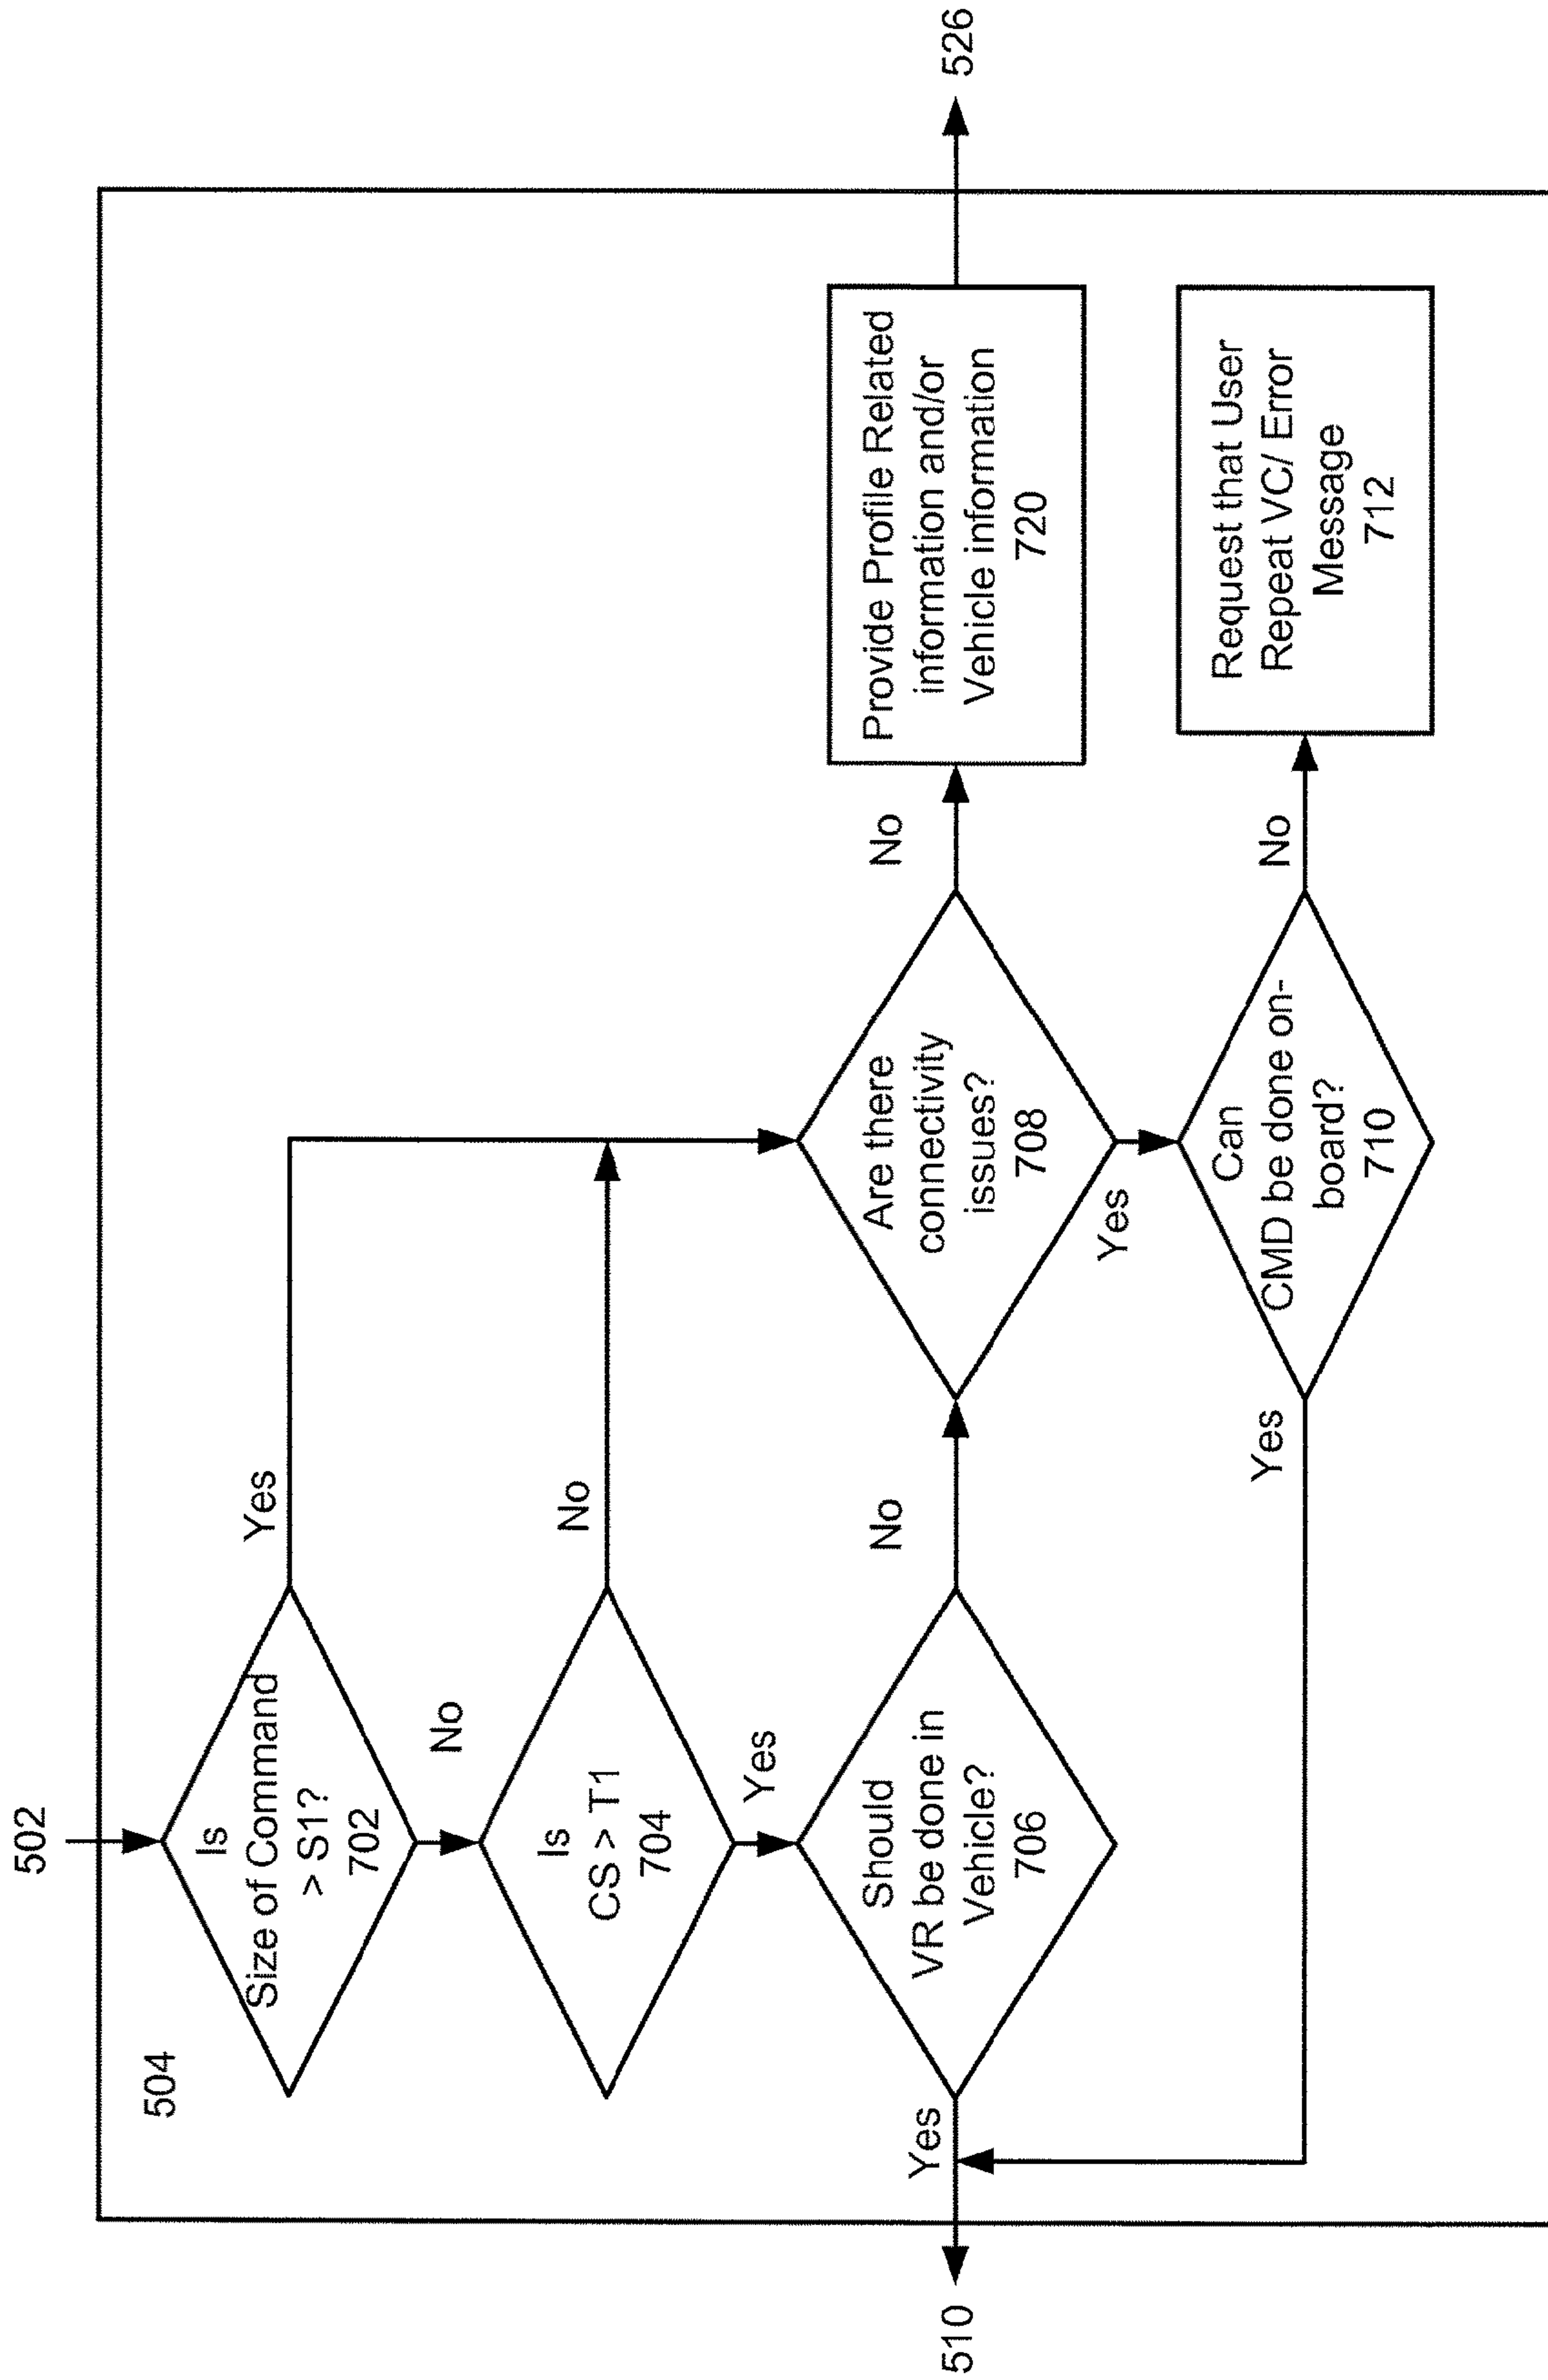 502
504
Is
Size of Command
> S1?
702
Yes
No
Is
CS > T1
704
No
Yes
Should
VR be done in
Vehicle?
706
Yes
510
No
Are there
connectivity
issues?
708
No
Provide Profile Related
information and/or
Vehicle information
720
526
Yes
Can
CMD be done on-
board?
710
Yes
No
Request that User
Repeat VC/ Error
Message
712